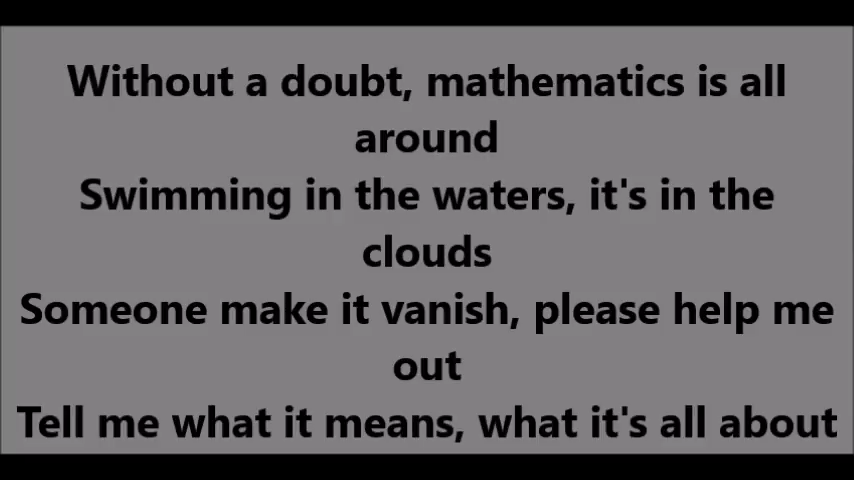 Without a doubt, mathematics is all
around
Swimming in the waters, it's in the
clouds
Someone make it vanish, please help me
out
Tell me what it means, what it's all about